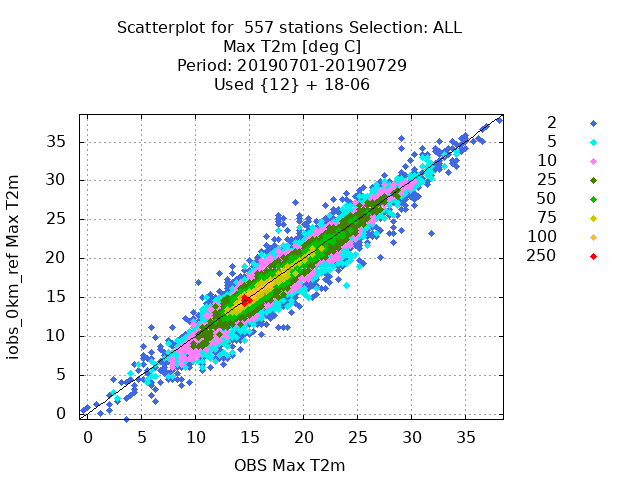 Scatterplot for  557 stations Selection: ALL
Max T2m [deg C]
Period: 20190701-20190729
Used {12} + 18-06
iobs_0km_ref Max T2m
35
30
25
20
15
10
5
0
0 5 10 15 20 25 30 35
OBS Max T2m
2
5
10
25
50
75
100
250